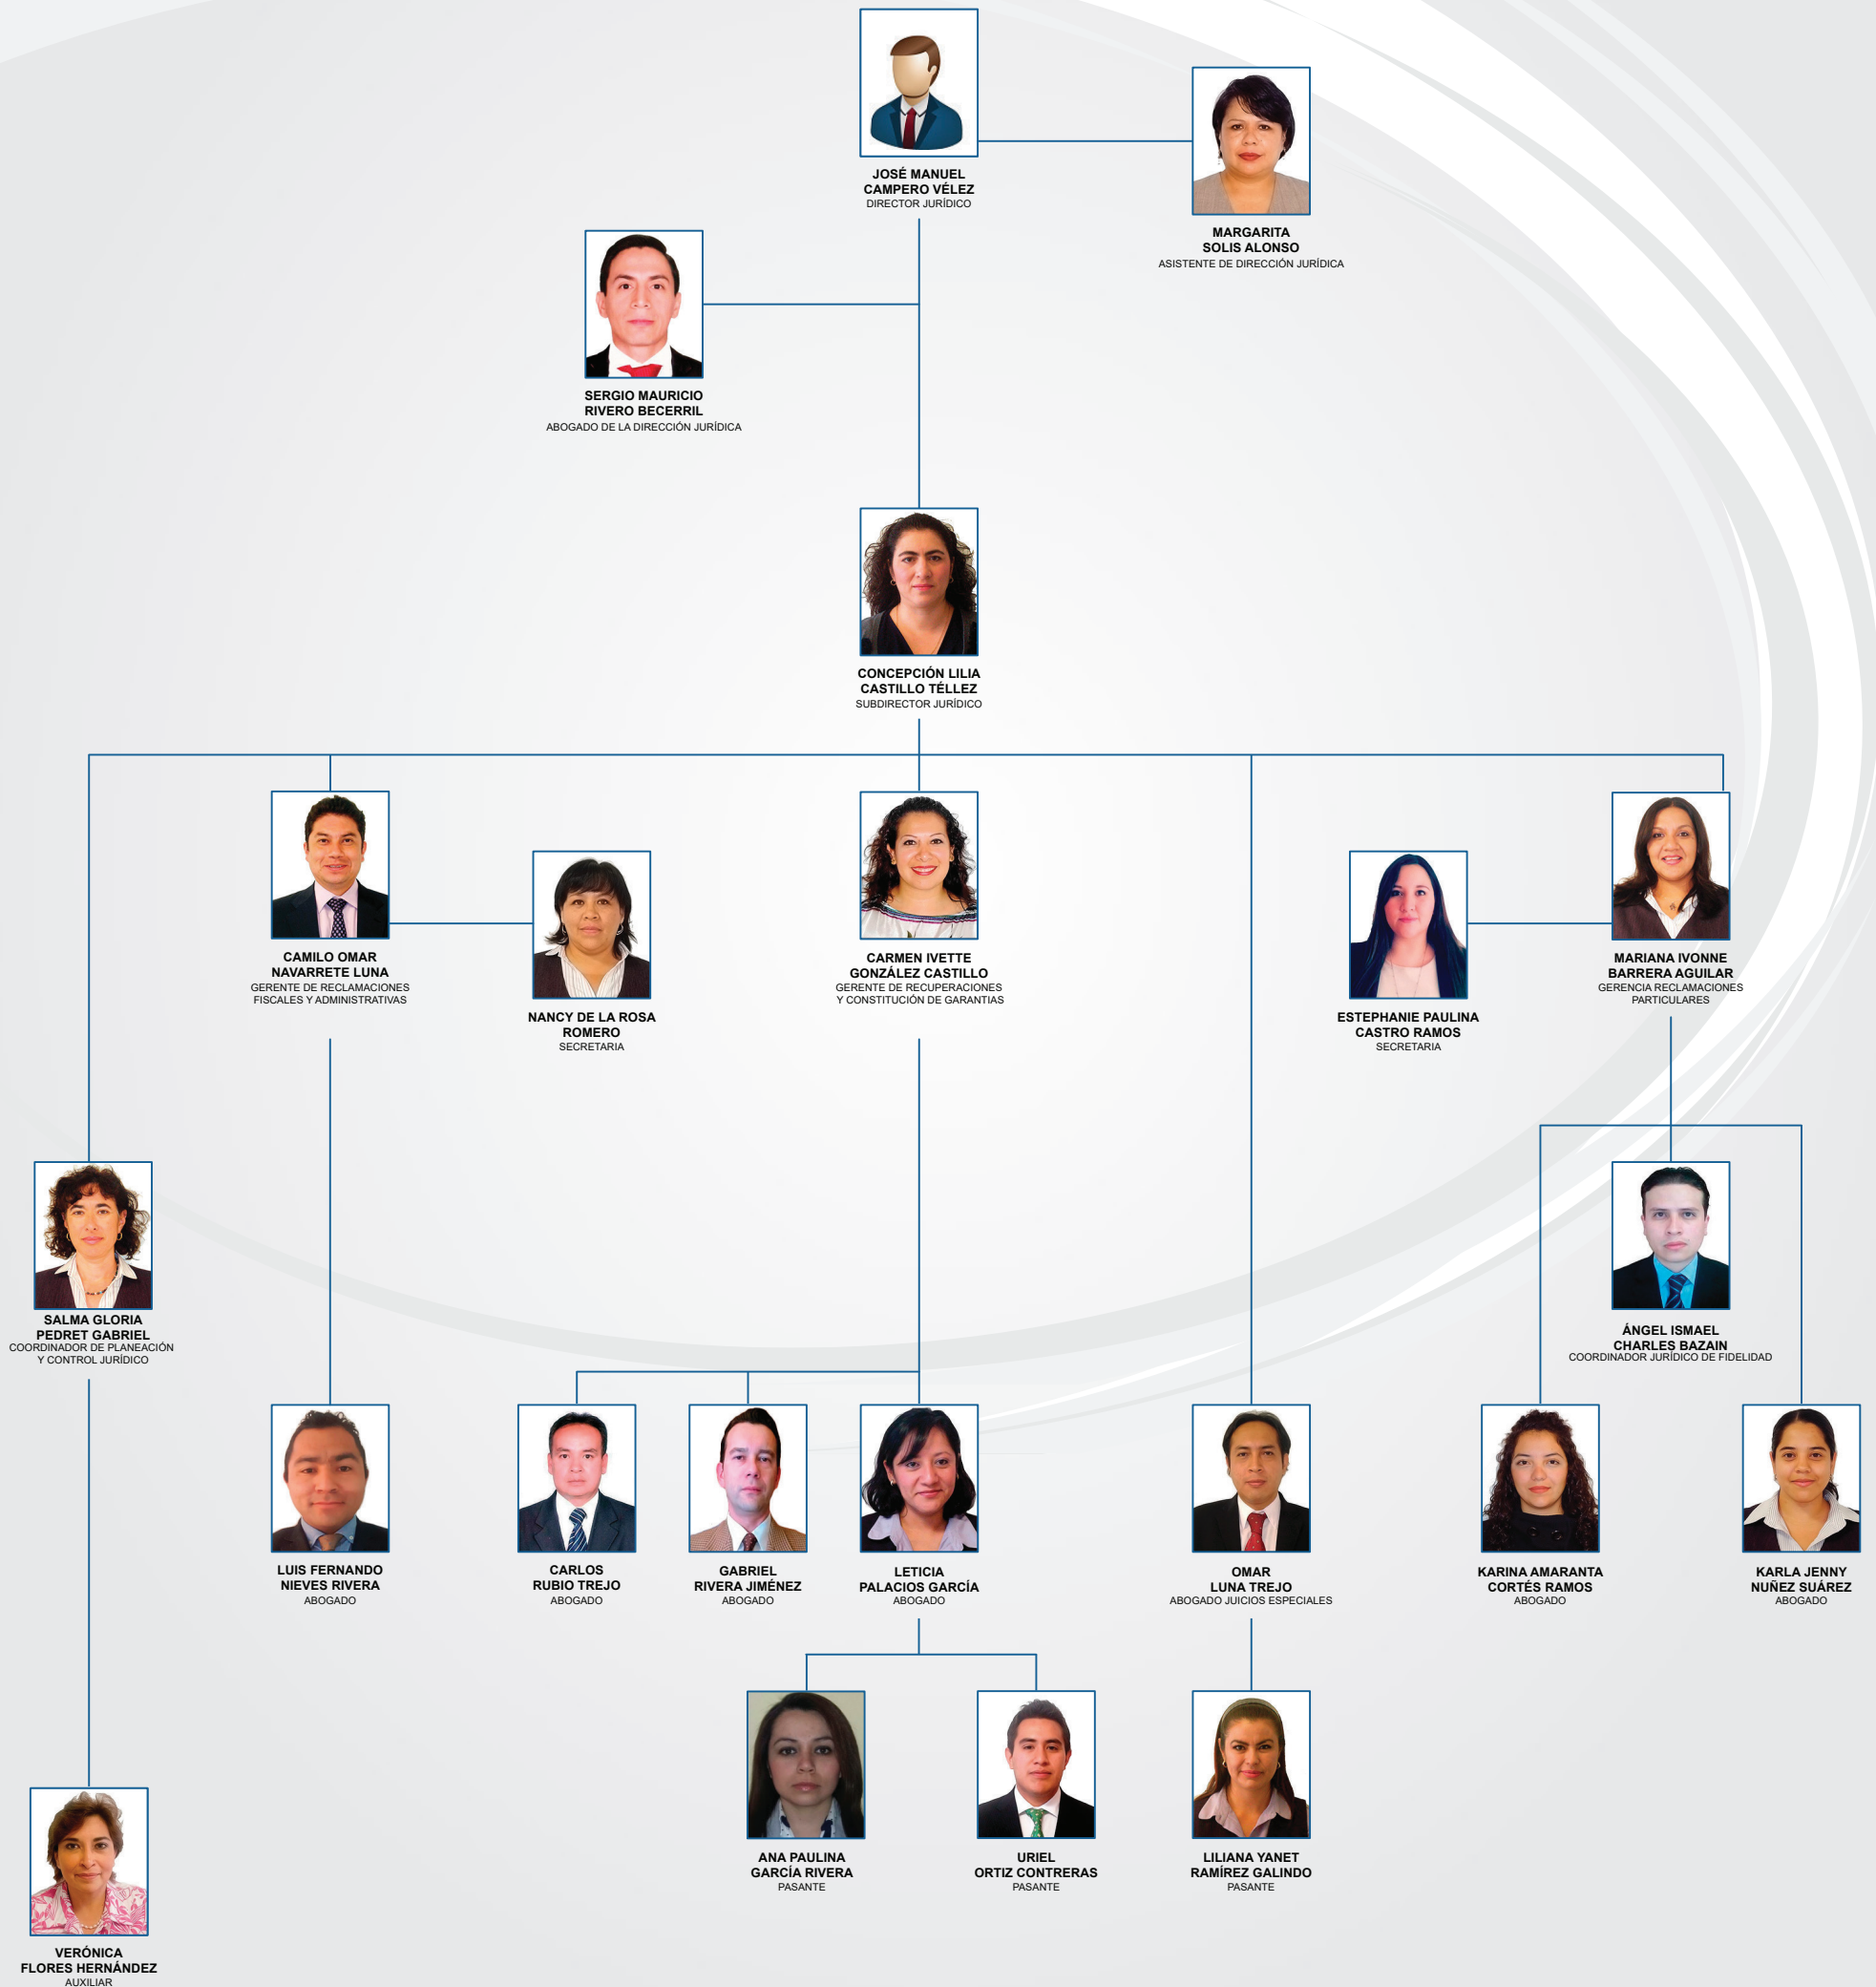 JOSÉ MANUEL
CAMPERO VÉLEZ
DIRECTOR JURÍDICO
MARGARITA
SOLIS ALONSO
ASISTENTE DE DIRECCIÓN JURÍDICA
SERGIO MAURICIO
RIVERO BECERRIL
ABOGADO DE LA DIRECCIÓN JURÍDICA
CONCEPCIÓN LILIA
CASTILLO TÉLLEZ
SUBDIRECTOR JURÍDICO
CAMILO OMAR
NAVARRETE LUNA
GERENTE DE RECLAMACIONES
FISCALES Y ADMINISTRATIVAS
NANCY DE LA ROSA
ROMERO
SECRETARIA
CARMEN IVETTE
GONZÁLEZ CASTILLO
GERENTE DE RECUPERACIONES
Y CONSTITUCIÓN DE GARANTIAS
ESTEPHANIE PAULINA
CASTRO RAMOS
SECRETARIA
MARIANA IVONNE
BARRERA AGUILAR
GERENCIA RECLAMACIONES
PARTICULARES
SALMA GLORIA
PEDRET GABRIEL
COORDINADOR DE PLANEACIÓN
Y CONTROL JURÍDICO
ÁNGEL ISMAEL
CHARLES BAZAIN
COORDINADOR JURÍDICO DE FIDELIDAD
LUIS FERNANDO
NIEVES RIVERA
ABOGADO
CARLOS
RUBIO TREJO
ABOGADO
GABRIEL
RIVERA JIMÉNEZ
ABOGADO
LETICIA
PALACIOS GARCÍA
ABOGADO
OMAR
LUNA TREJO
ABOGADO JUICIOS ESPECIALES
KARINA AMARANTA
CORTÉS RAMOS
ABOGADO
KARLA JENNY
NUÑEZ SUÁREZ
ABOGADO
ANA PAULINA
GARCÍA RIVERA
PASANTE
URIEL
ORTIZ CONTRERAS
PASANTE
LILIANA YANET
RAMÍREZ GALINDO
PASANTE
VERÓNICA
FLORES HERNÁNDEZ
AUXILIAR